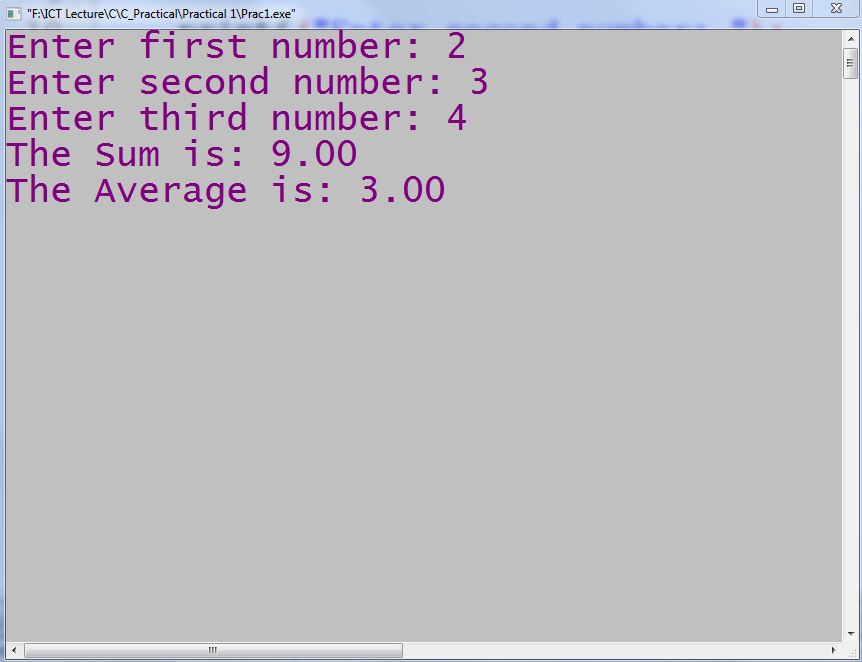 "F:\ICT Lecture\C\C_Practical\Practical 1\Prac1.exe"
Enter first number: 2
Enter second number: 3
Enter third number: 4
The Sum is: 9.00
The Average is: 3.00